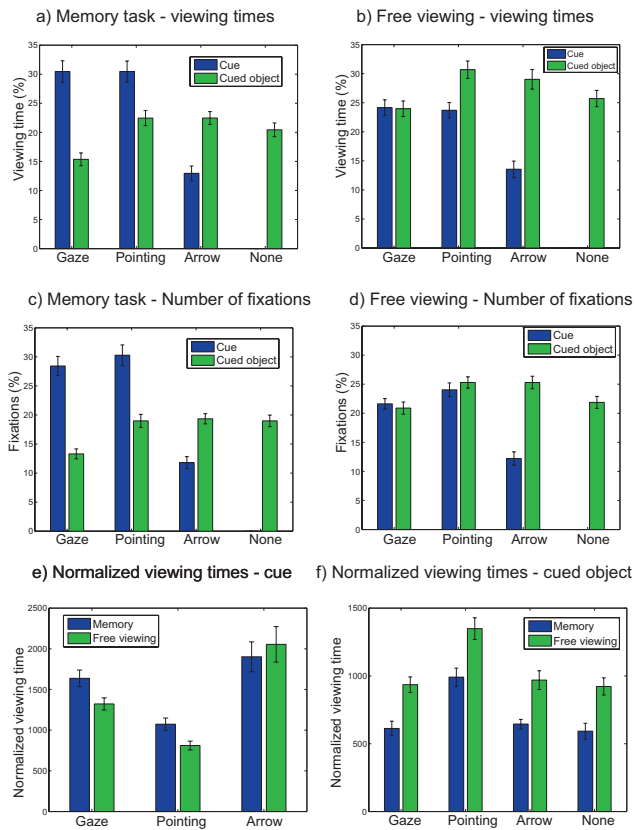 a) Memory task - viewing times
35
30
25
20
15
10
5
0
Viewing time (%)
Cue
Cued object
Gaze Pointing Arrow None
b) Free viewing - viewing times
35
30
25
20
15
10
5
0
Viewing time (%)
Cue
Cued object
Gaze Pointing Arrow None
c) Memory task - Number of fixations
35
30
25
20
15
10
5
0
Fixations (%)
Cue
Cued object
Gaze Pointing Arrow None
d) Free viewing - Number of fixations
35
30
25
20
15
10
5
0
Fixations (%)
Cue
Cued object
Gaze Pointing Arrow None
e) Normalized viewing times - cue
2500
2000
1500
1000
500
0
Normalized viewing time
Memory
Free viewing
Gaze Pointing Arrow
f) Normalized viewing times - cued object
1500
1000
500
0
Normalized viewing time
Memory
Free viewing
Gaze Pointing Arrow None